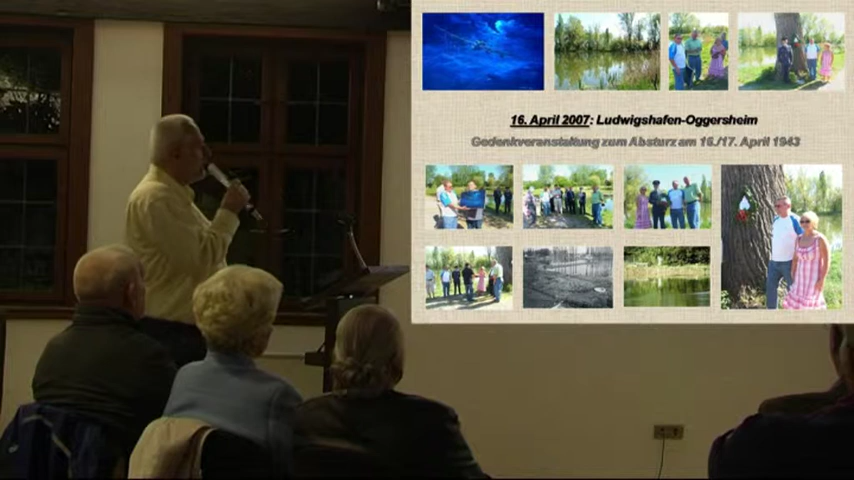 16. April 2007: Ludwigshafen-Oggersheim
Gedenkveranstaltung zum Absturz am 16./17. April 1943